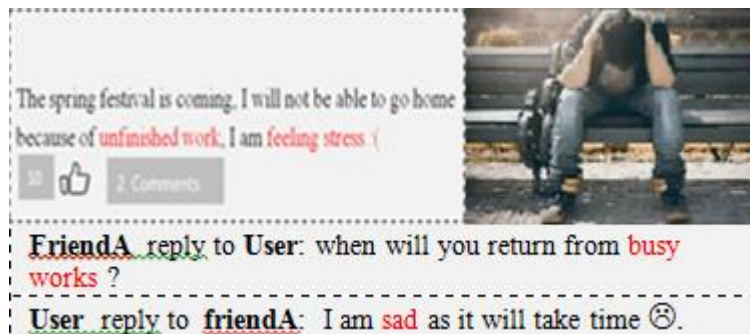 The spring festival is coming, I will not be able to go home
because of unfinished work, I am feeling stress :(
10 2 Comments
FriendA reply to User: when will you return from busy
works ?
User reply to friendA: I am sad as it will take time ☹.